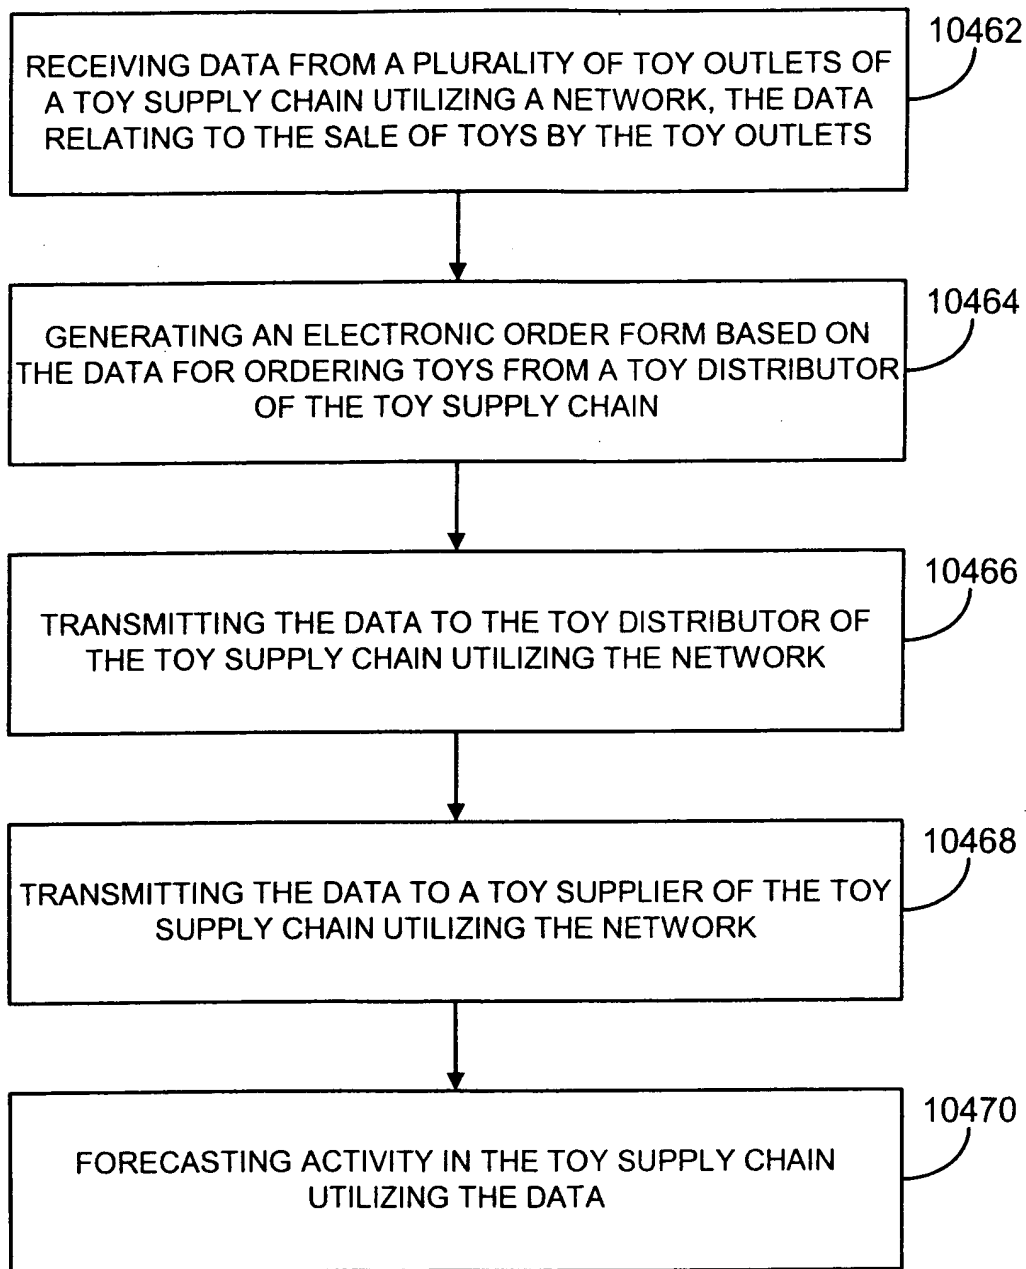 10462
RECEIVING DATA FROM A PLURALITY OF TOY OUTLETS OF
A TOY SUPPLY CHAIN UTILIZING A NETWORK, THE DATA
RELATING TO THE SALE OF TOYS BY THE TOY OUTLETS
10464
GENERATING AN ELECTRONIC ORDER FORM BASED ON
THE DATA FOR ORDERING TOYS FROM A TOY DISTRIBUTOR
OF THE TOY SUPPLY CHAIN
10466
TRANSMITTING THE DATA TO THE TOY DISTRIBUTOR OF
THE TOY SUPPLY CHAIN UTILIZING THE NETWORK
10468
TRANSMITTING THE DATA TO A TOY SUPPLIER OF THE TOY
SUPPLY CHAIN UTILIZING THE NETWORK
10470
FORECASTING ACTIVITY IN THE TOY SUPPLY CHAIN
UTILIZING THE DATA